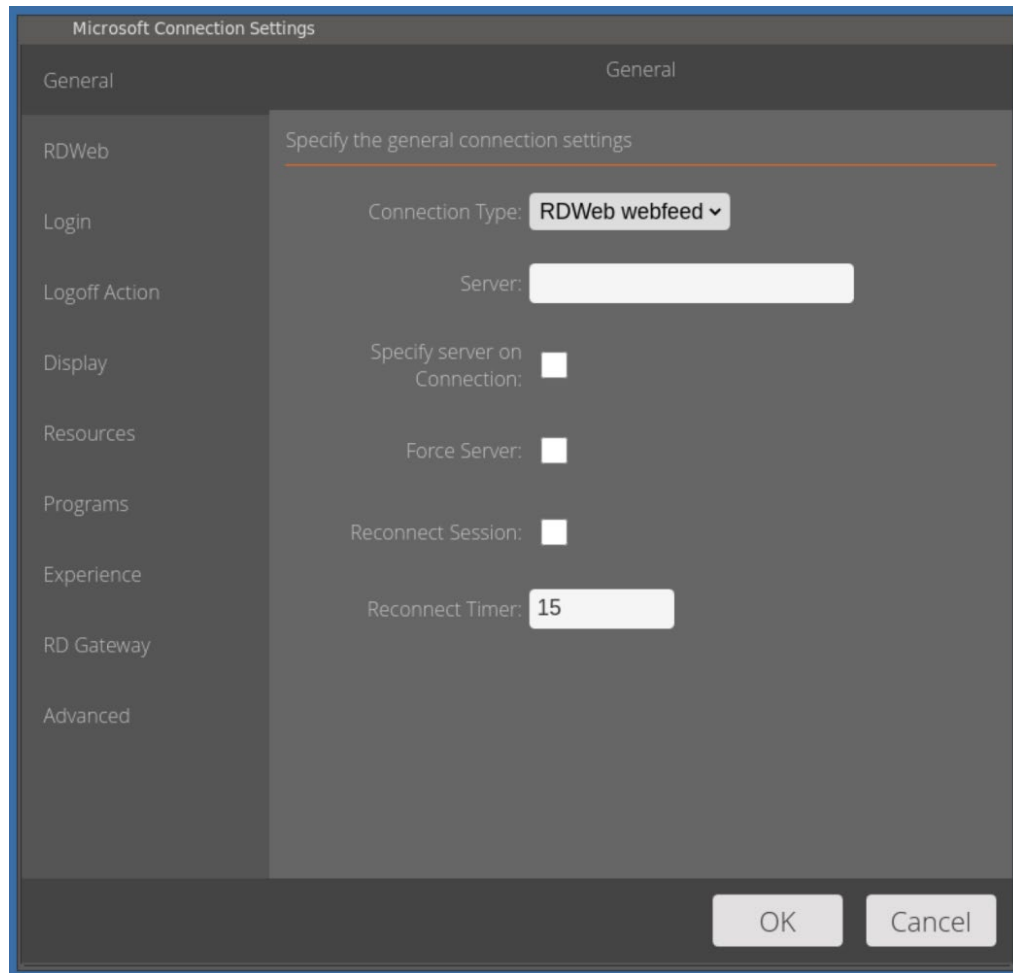 Microsoft Connection Settings
General
General
RDWeb
Login
Logoff Action
Display
Resources
Programs
Experience
RD Gateway
Advanced
Specify the general connection settings
Connection Type: RDWeb webfeed
Server:
Specify server on
Connection:
Force Server:
Reconnect Session:
Reconnect Timer: 15
OK Cancel